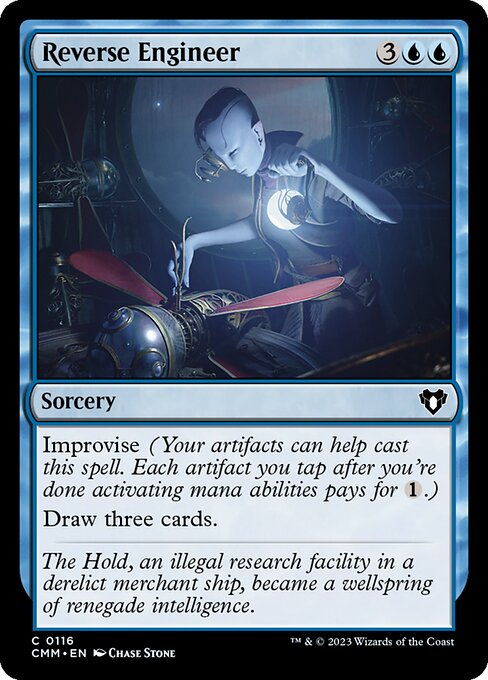 Reverse Engineer 3
Sorcery
Improvise (Your artifacts can help cast
this spell. Each artifact you tap after you're
done activating mana abilities pays for 1.)
Draw three cards.
The Hold, an illegal research facility in a
derelict merchant ship, became a wellspring
of renegade intelligence.
C 0116
CMM • EN Chase Stone
™ & © 2023 Wizards of the Coast